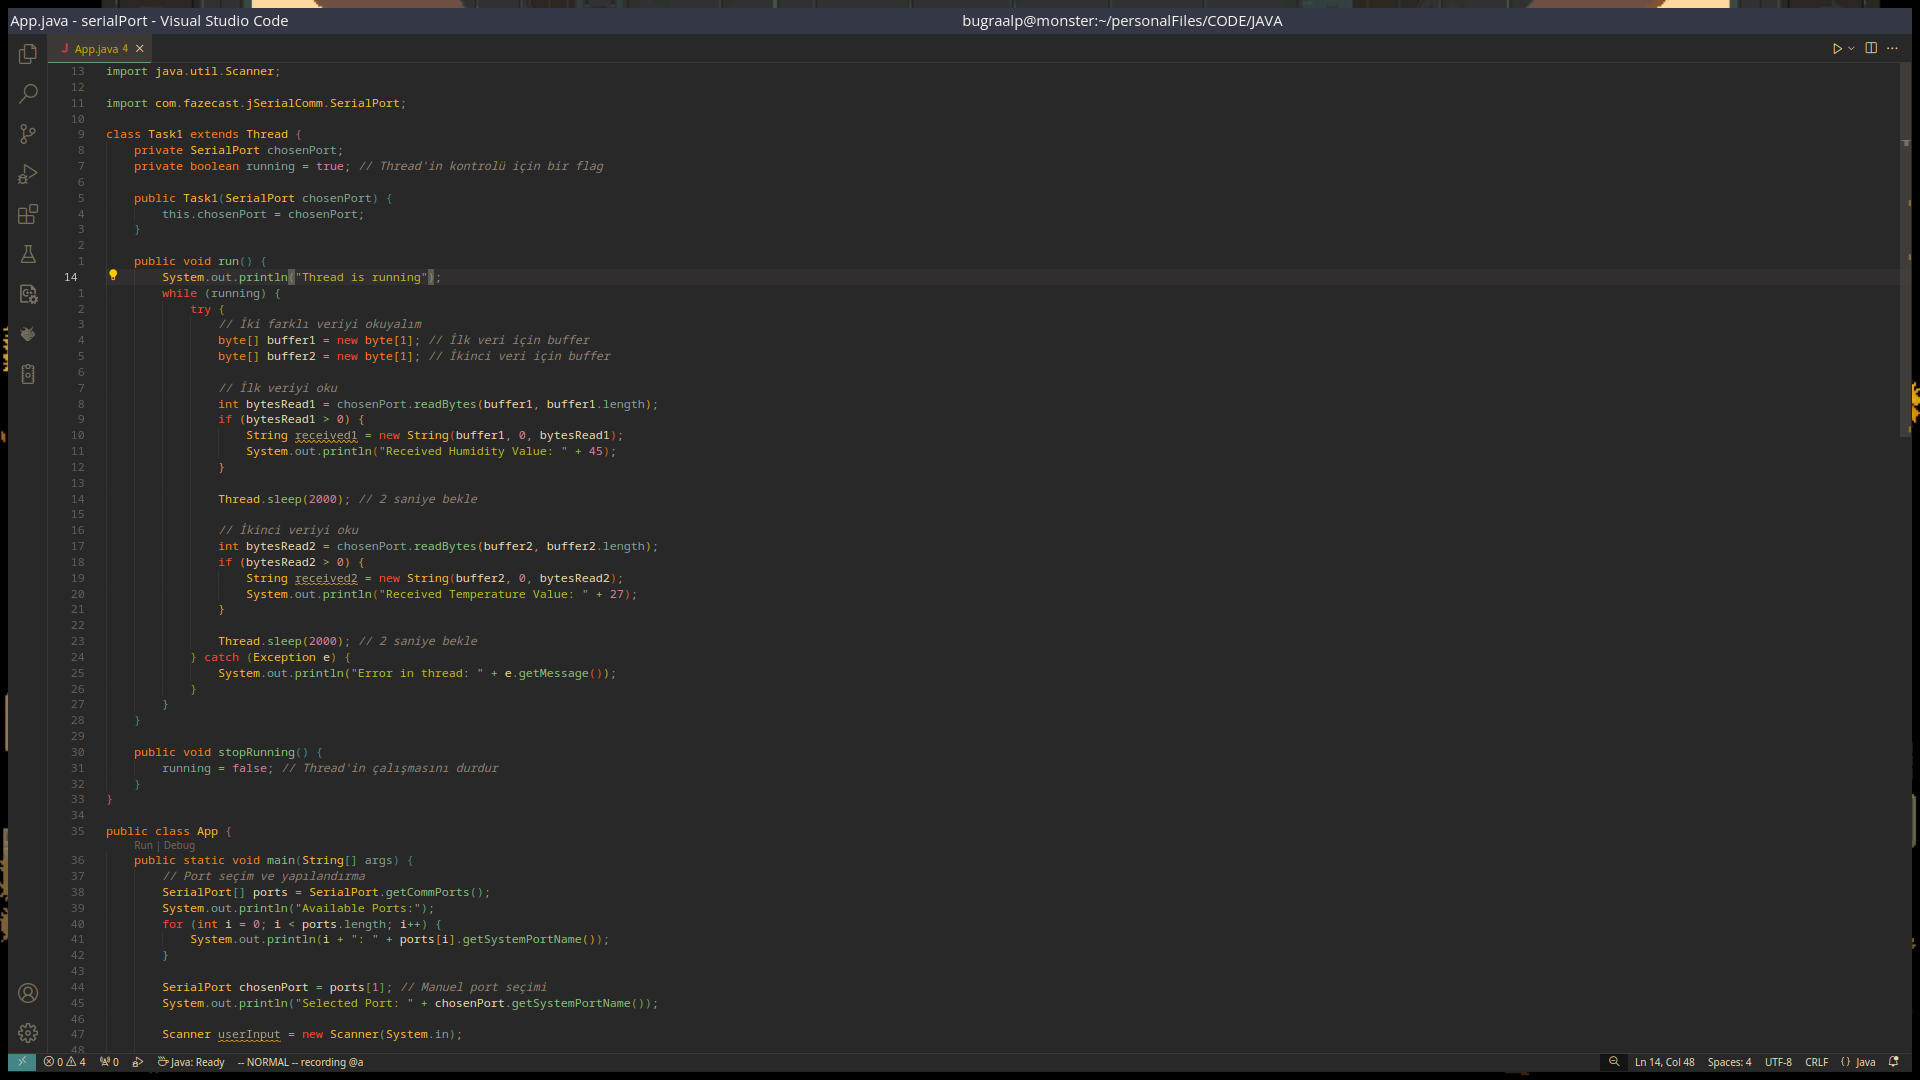 App.java - serialPort - Visual Studio Code
bugraalp@monster:~/personalFiles/CODE/JAVA
J App.java 4 ×
13 import java.util.Scanner;
12
11 import com.fazecast.jSerialComm.SerialPort;
10
9 class Task1 extends Thread {
8 private SerialPort chosenPort;
7 private boolean running = true; // Thread'in kontrolü için bir flag
6
5 public Task1(SerialPort chosenPort) {
4 this.chosenPort = chosenPort;
3 }
2
1 public void run() {
14 System.out.println("Thread is running");
1 while (running) {
2 try {
3 // İki farklı veriyi okuyalım
4 byte[] buffer1 = new byte[1]; // İlk veri için buffer
5 byte[] buffer2 = new byte[1]; // İkinci veri için buffer
6
7 // İlk veriyi oku
8 int bytesRead1 = chosenPort.readBytes(buffer1, buffer1.length);
9 if (bytesRead1 > 0) {
10 String received1 = new String(buffer1, 0, bytesRead1);
11 System.out.println("Received Humidity Value: " + 45);
12 }
13
14 Thread.sleep(2000); // 2 saniye bekle
15
16 // İkinci veriyi oku
17 int bytesRead2 = chosenPort.readBytes(buffer2, buffer2.length);
18 if (bytesRead2 > 0) {
19 String received2 = new String(buffer2, 0, bytesRead2);
20 System.out.println("Received Temperature Value: " + 27);
21 }
22
23 Thread.sleep(2000); // 2 saniye bekle
24 } catch (Exception e) {
25 System.out.println("Error in thread: " + e.getMessage());
26 }
27 }
28 }
29
30 public void stopRunning() {
31 running = false; // Thread'in çalışmasını durdur
32 }
33 }
34
35 public class App {
Run | Debug
36 public static void main(String[] args) {
37 // Port seçim ve yapılandırma
38 SerialPort[] ports = SerialPort.getCommPorts();
39 System.out.println("Available Ports:");
40 for (int i = 0; i < ports.length; i++) {
41 System.out.println(i + ": " + ports[i].getSystemPortName());
42 }
43
44 SerialPort chosenPort = ports[1]; // Manuel port seçimi
45 System.out.println("Selected Port: " + chosenPort.getSystemPortName());
46
47 Scanner userInput = new Scanner(System.in);
48
0 4 0 Java: Ready -- NORMAL -- recording @a
Ln 14, Col 48 Spaces: 4 UTF-8 CRLF {} Java